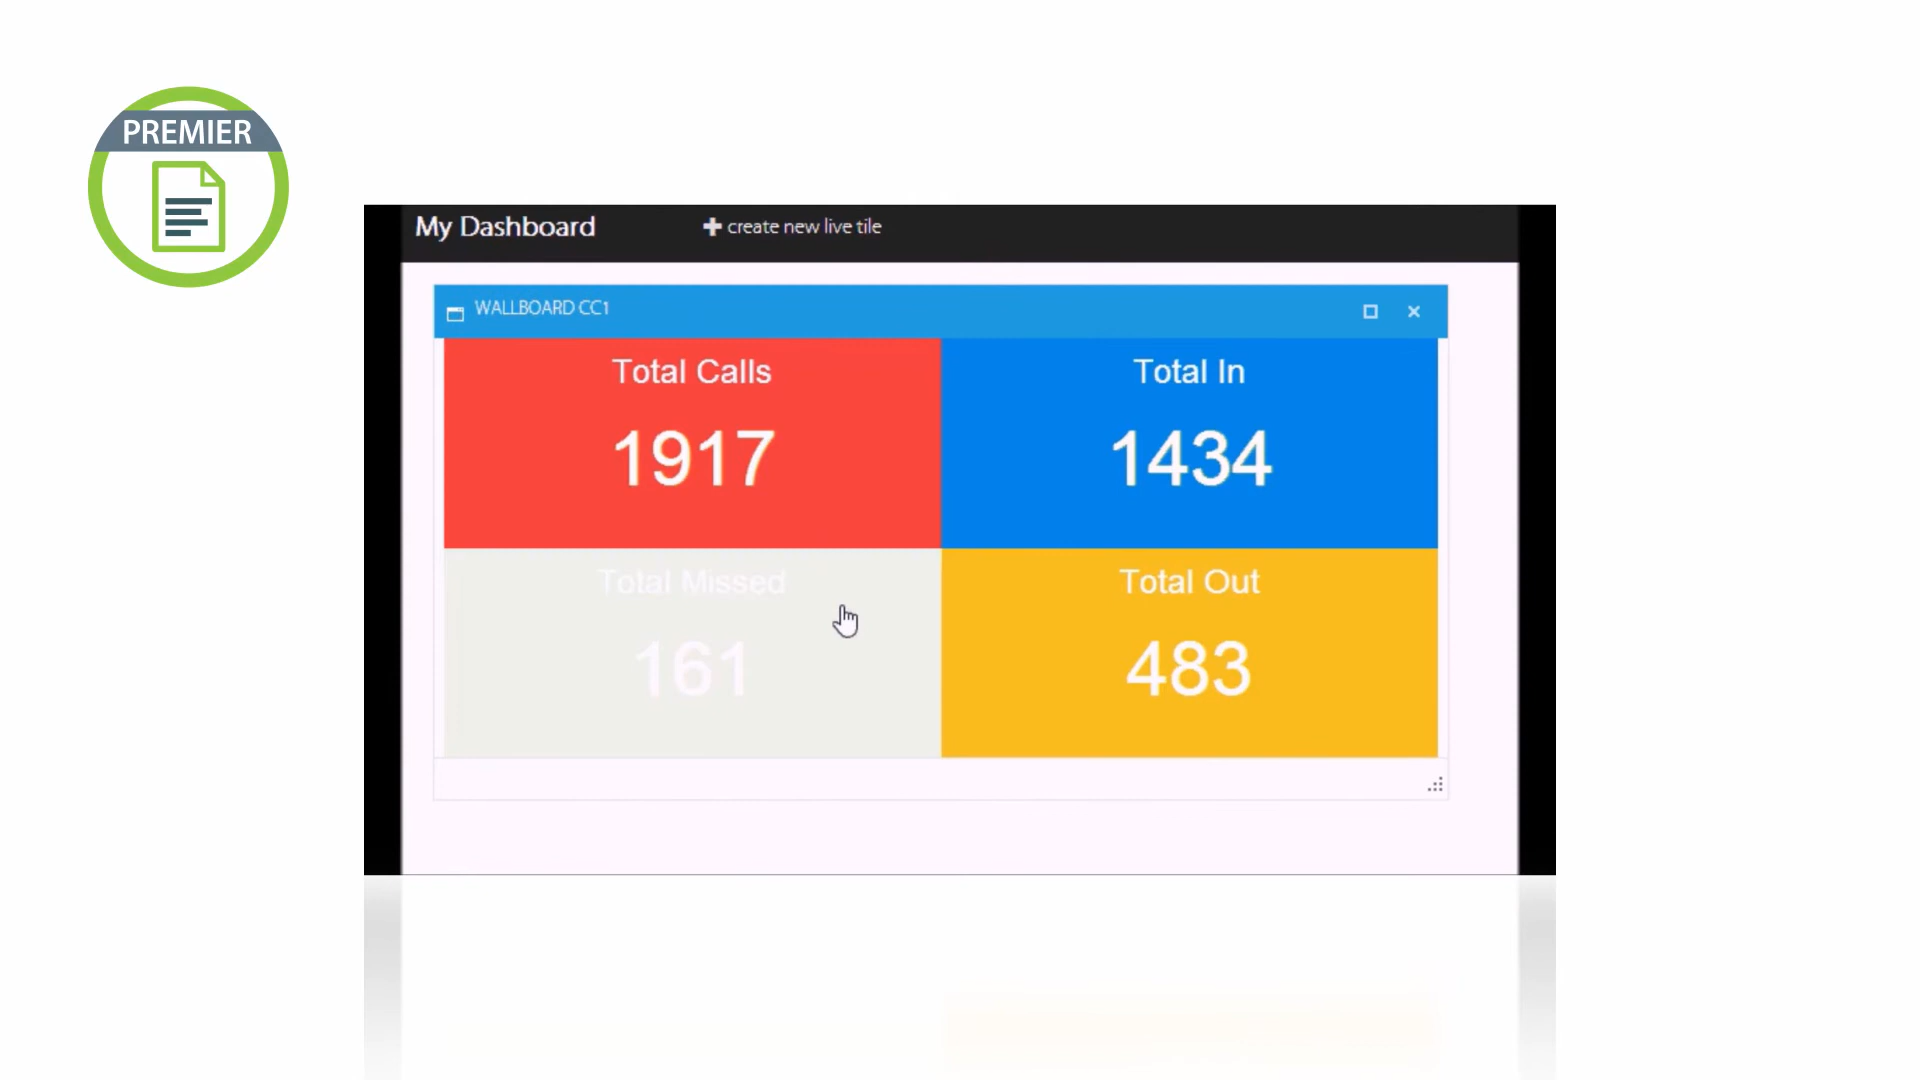 PREMIER
My Dashboard
create new live tile
WALLBOARD CC1
Total Calls
1917
Total In
1434
Total Missed
161
Total Out
483